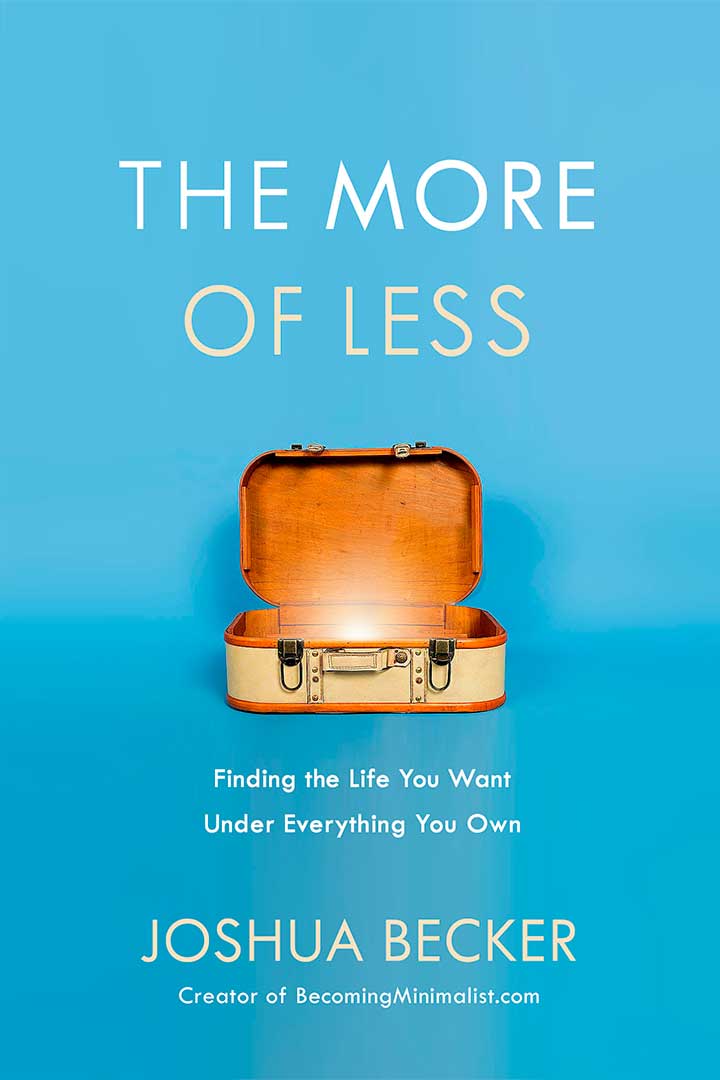 THE MORE
OF LESS
Finding the Life You Want
Under Everything You Own
JOSHUA BECKER
Creator of BecomingMinimalist.com